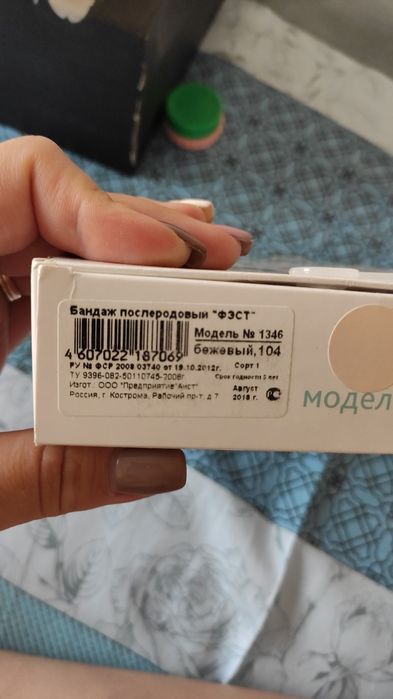 Бандаж послеродовый "ФЭСТ"
Модель № 1346
4 607022 187069 бежевый,104
РУ № ФСР 2008 03740 от 19.10.2012г. Сорт 1
ТУ 9396-082-50110745-2008г. Срок годности 5 лет
Изгот.: ООО "Предприятие"Аист" Август
Россия, г. Кострома, Рабочий пр-т, д.7 2018 г.
модел